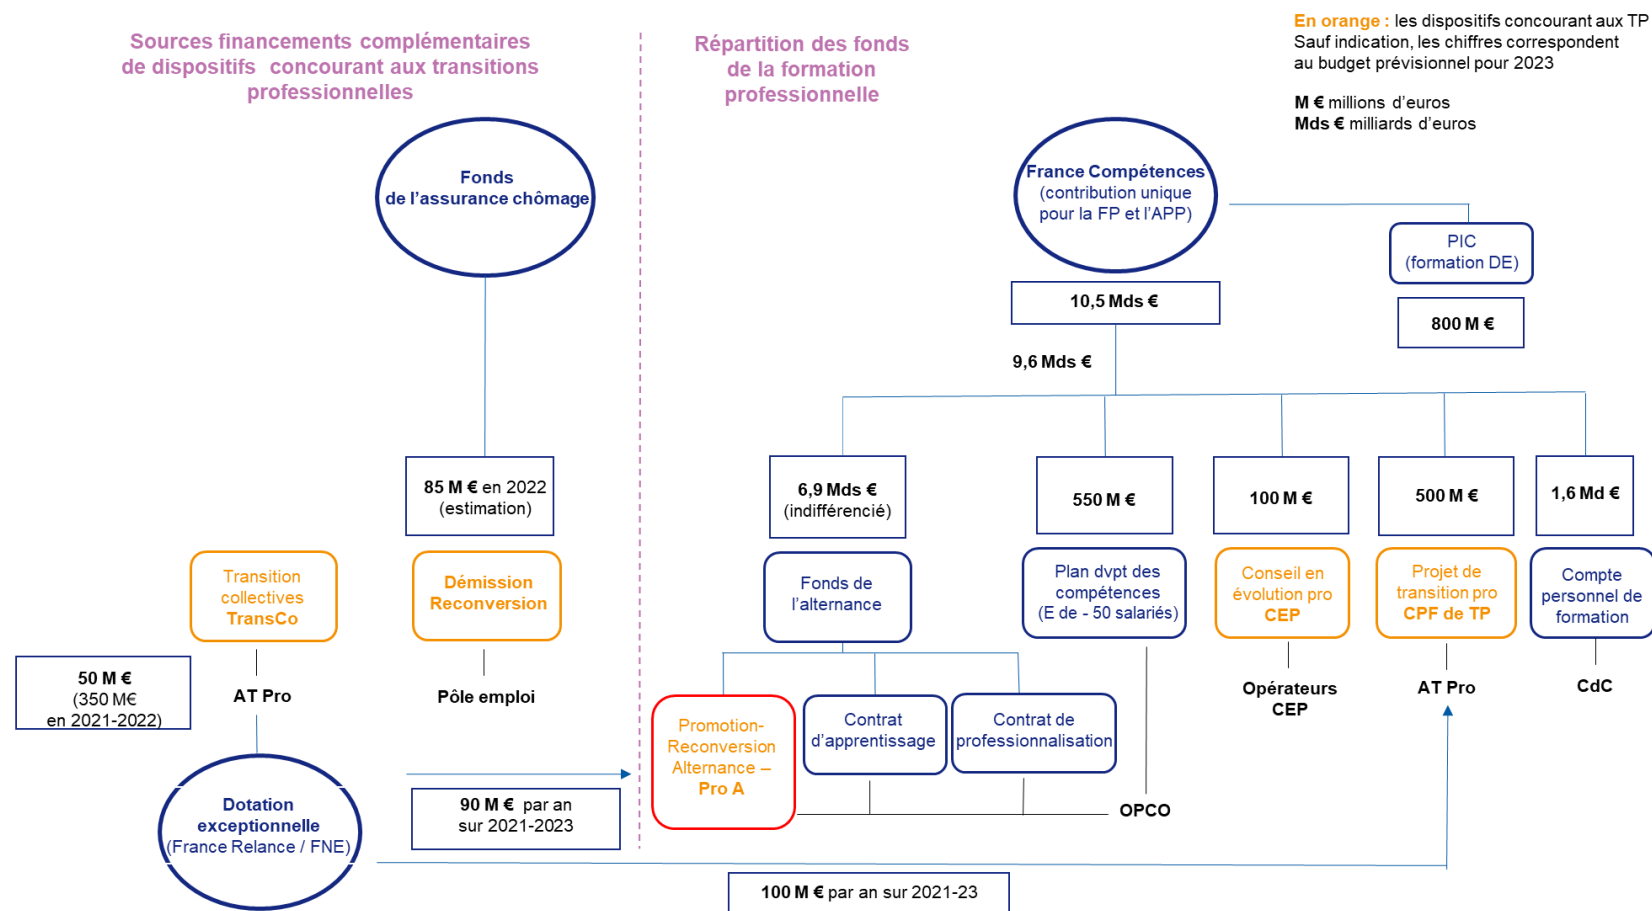 Sources financements complémentaires
de dispositifs concourant aux transitions
professionnelles
Répartition des fonds
de la formation
professionnelle
En orange : les dispositifs concourant aux TP
Sauf indication, les chiffres correspondent
au budget prévisionnel pour 2023
M € millions d'euros
Mds € milliards d'euros
Fonds
de l'assurance chômage
France Compétences
(contribution unique
pour la FP et l'APP)
PIC
(formation DE)
10,5 Mds €
800 M €
9,6 Mds €
85 M € en 2022
(estimation)
6,9 Mds €
(indifférencié)
550 M €
100 M €
500 M €
1,6 Md €
Transition
collectives
TransCo
Démission
Reconversion
Fonds de
l'alternance
Plan dvpt des
compétences
(E de - 50 salariés)
Conseil en
évolution pro
CEP
Projet de
transition pro
CPF de TP
Compte
personnel de
formation
50 M €
(350 M€
en 2021-2022)
AT Pro
Pôle emploi
Opérateurs
CEP
AT Pro
CdC
Promotion-
Reconversion
Alternance –
Pro A
Contrat
d'apprentissage
Contrat de
professionnalisation
OPCO
Dotation
exceptionnelle
(France Relance / FNE)
90 M € par an
sur 2021-2023
100 M € par an sur 2021-23